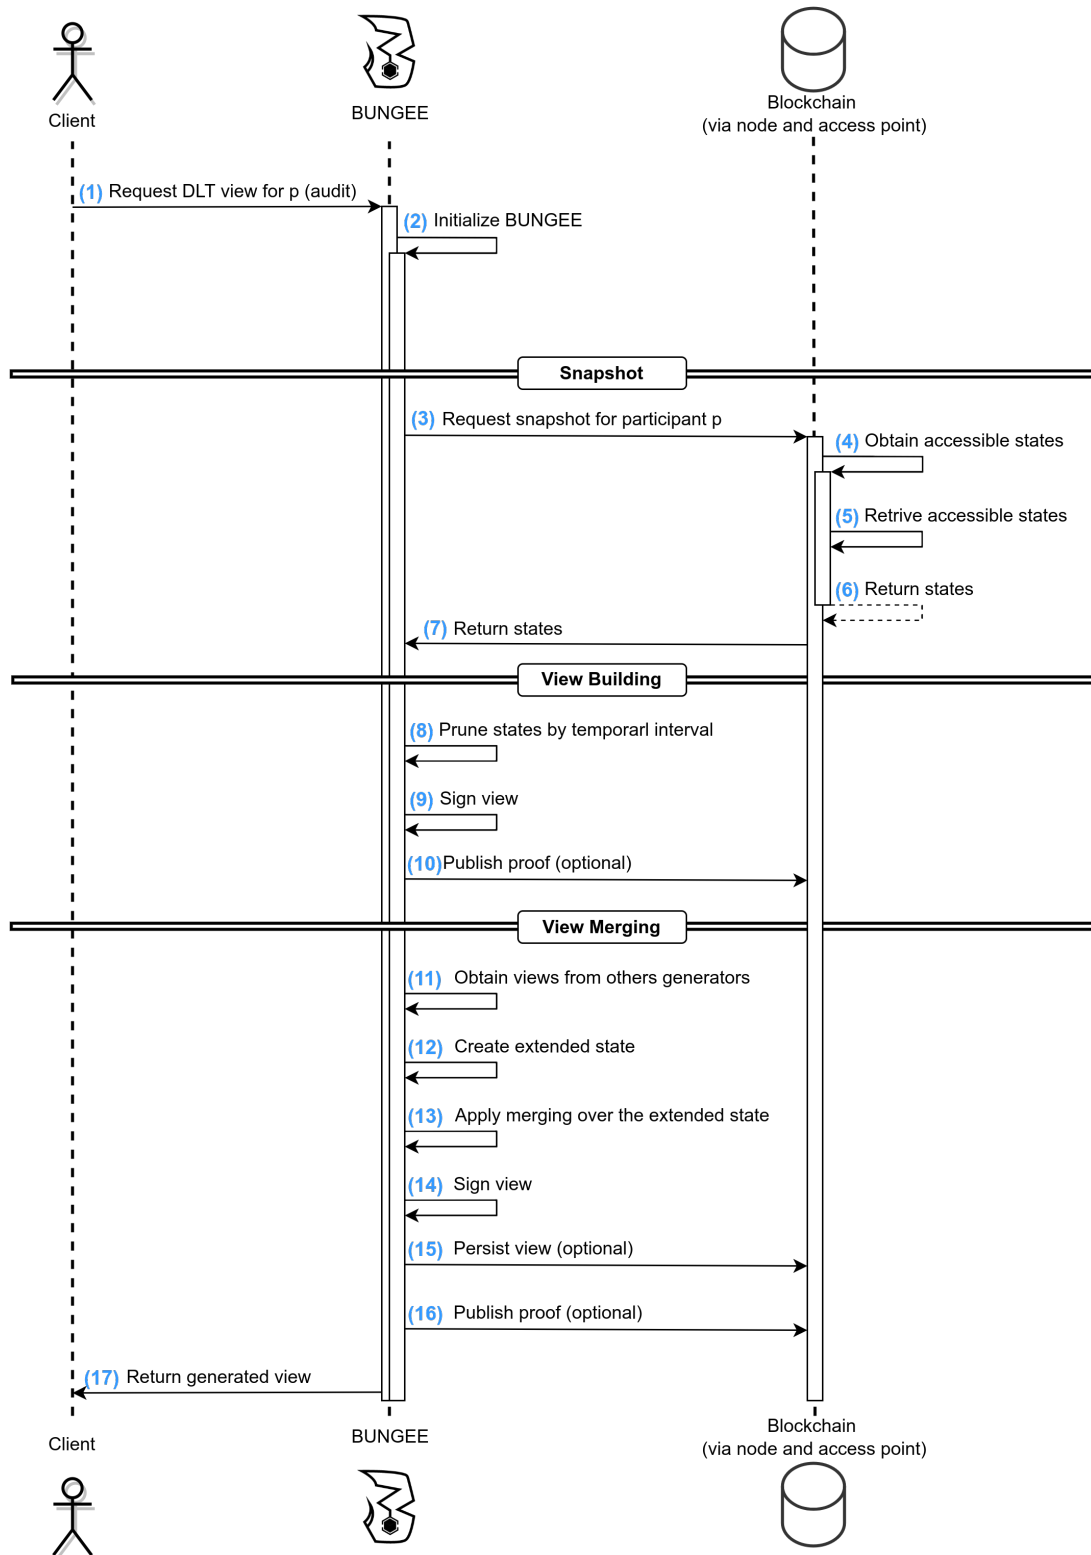 Client
BUNGEE
Blockchain
(via node and access point)
(1) Request DLT view for p (audit)
(2) Initialize BUNGEE
Snapshot
(3) Request snapshot for participant p
(4) Obtain accessible states
(5) Retrive accessible states
(6) Return states
(7) Return states
View Building
(8) Prune states by temporarl interval
(9) Sign view
(10)Publish proof (optional)
View Merging
(11) Obtain views from others generators
(12) Create extended state
(13) Apply merging over the extended state
(14) Sign view
(15) Persist view (optional)
(16) Publish proof (optional)
(17) Return generated view
Client
BUNGEE
Blockchain
(via node and access point)